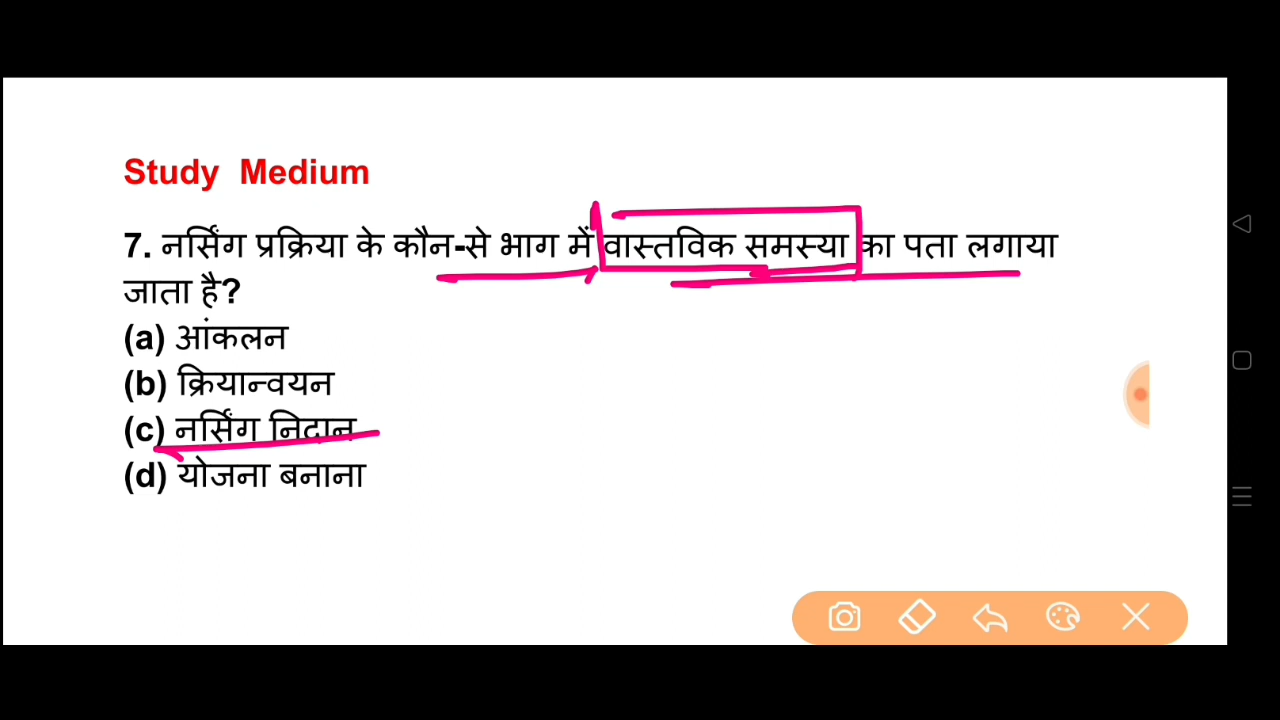 Study Medium
7. नर्सिंग प्रक्रिया के कौन-से भाग में वास्तविक समस्या का पता लगाया
जाता है?
(a) आंकलन
(b) क्रियान्वयन
(c) नर्सिंग निदान
(d) योजना बनाना